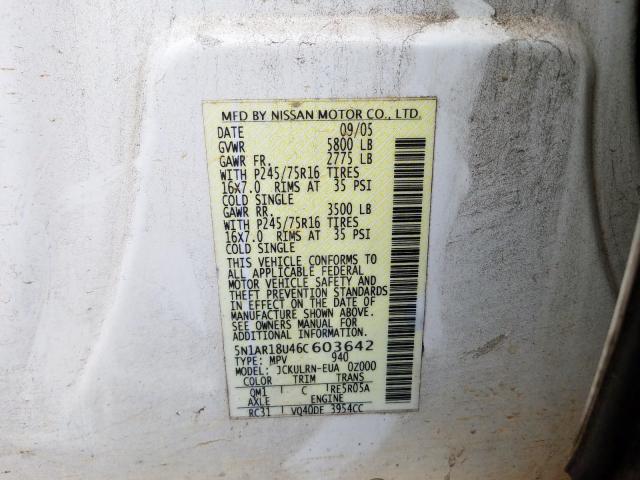 MFD BY NISSAN MOTOR CO., LTD.
DATE 09/05
GVWR 5800 LB
GAWR FR. 2775 LB
WITH P245/75R16 TIRES
16X7.0 RIMS AT 35 PSI
COLD SINGLE
GAWR RR. 3500 LB
WITH P245/75R16 TIRES
16X7.0 RIMS AT 35 PSI
COLD SINGLE
THIS VEHICLE CONFORMS TO
ALL APPLICABLE FEDERAL
MOTOR VEHICLE SAFETY AND
THEFT PREVENTION STANDARDS
IN EFFECT ON THE DATE OF
MANUFACTURE SHOWN ABOVE.
SEE OWNERS MANUAL FOR
ADDITIONAL INFORMATION.
5N1AR18U46C603642
TYPE: MPV 940
MODEL: JCKULRN-EUA 0Z000
COLOR TRIM TRANS
QM1 C RE5R05A
AXLE ENGINE
RC31 VQ40DE 3954CC